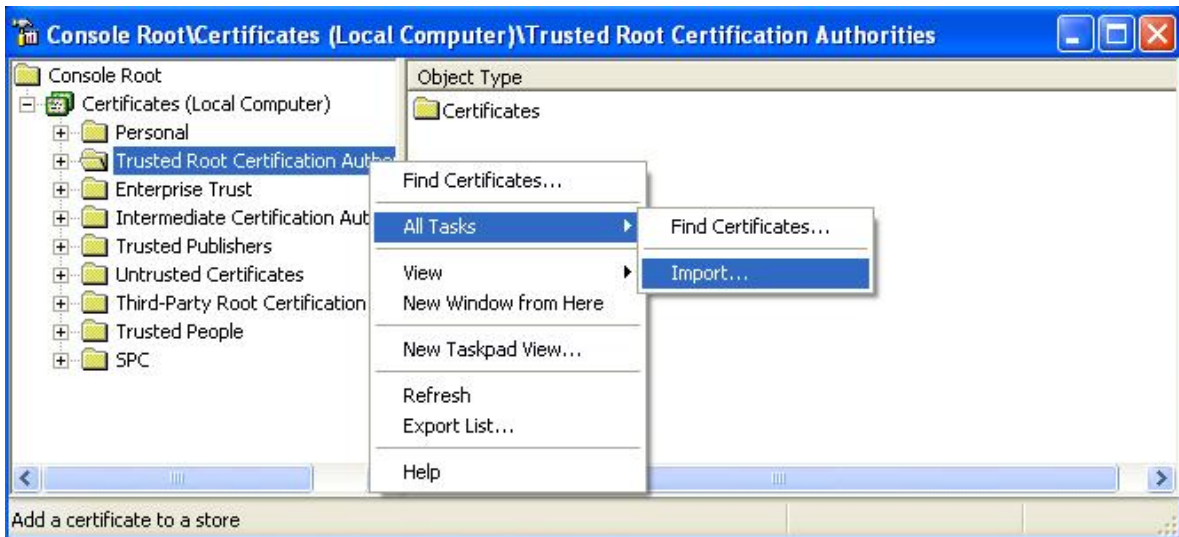 Console Root\Certificates (Local Computer)\Trusted Root Certification Authorities
Console Root
Certificates (Local Computer)
Personal
Trusted Root Certification Autho
Enterprise Trust
Intermediate Certification Aut
Trusted Publishers
Untrusted Certificates
Third-Party Root Certification
Trusted People
SPC
Object Type
Certificates
Find Certificates...
All Tasks
View
New Window from Here
New Taskpad View...
Refresh
Export List...
Help
Find Certificates...
Import...
Add a certificate to a store